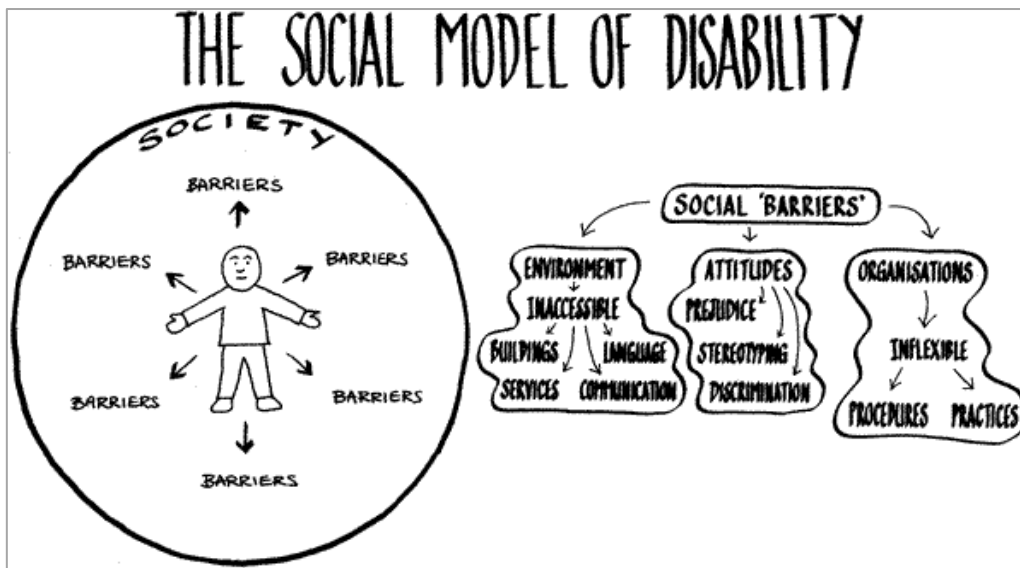 THE SOCIAL MODEL OF DISABILITY
SOCIETY
BARRIERS
BARRIERS
BARRIERS
BARRIERS
BARRIERS
BARRIERS
SOCIAL 'BARRIERS'
ENVIRONMENT
INACCESSIBLE
BUILDINGS
LANGUAGE
SERVICES
COMMUNICATION
ATTITUDES
PREJUDICE
STEREOTYPING
DISCRIMINATION
ORGANISATIONS
INFLEXIBLE
PROCEDURES
PRACTICES